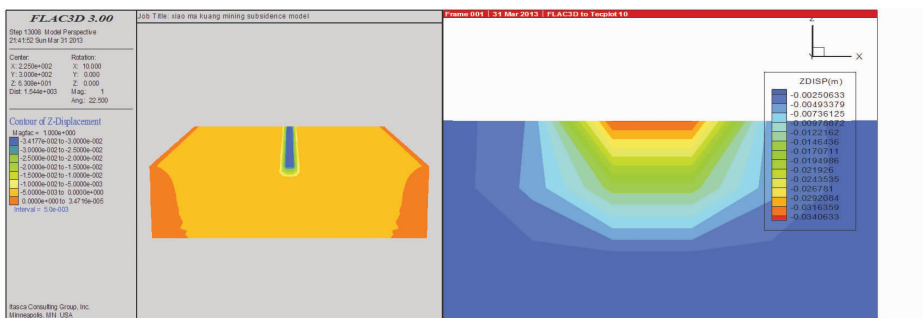 FLAC3D 3.00
Step 13008 Model Perspective
21:41:52 Sun Mar 31 2013
Center:
X: 2.250e+002
Y: 3.000e+002
Z: 6.308e+001
Dist: 1.544e+003
Rotation:
X: 10.000
Y: 0.000
Z: 0.000
Mag.: 1
Ang.: 22.500
Contour of Z-Displacement
Magfac = 1.000e+000
-3.4177e-002 to -3.0000e-002
-3.0000e-002 to -2.5000e-002
-2.5000e-002 to -2.0000e-002
-2.0000e-002 to -1.5000e-002
-1.5000e-002 to -1.0000e-002
-1.0000e-002 to -5.0000e-003
-5.0000e-003 to 0.0000e+000
0.0000e+000 to 3.4716e-005
Interval = 5.0e-003
Itasca Consulting Group, Inc.
Minneapolis, MN USA
Job Title: xiao ma kuang mining subsidence model
Frame 001 | 31 Mar 2013 | FLAC3D to Tecplot 10
Z
X
ZDISP(m)
-0.00250633
-0.00493379
-0.00736125
-0.00978872
-0.0122162
-0.0146436
-0.0170711
-0.0194986
-0.021926
-0.0243535
-0.026781
-0.0292084
-0.0316359
-0.0340633